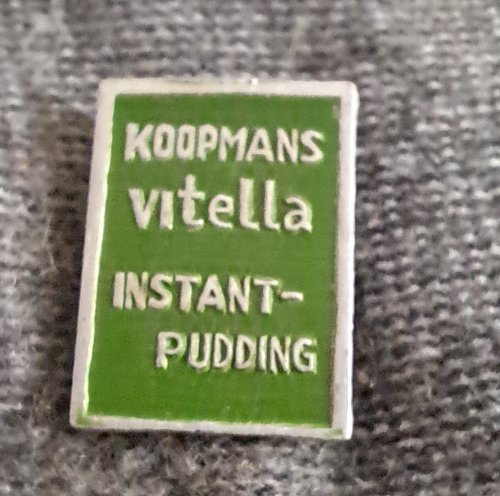 KOOPMANS
vitella
INSTANT-
PUDDING